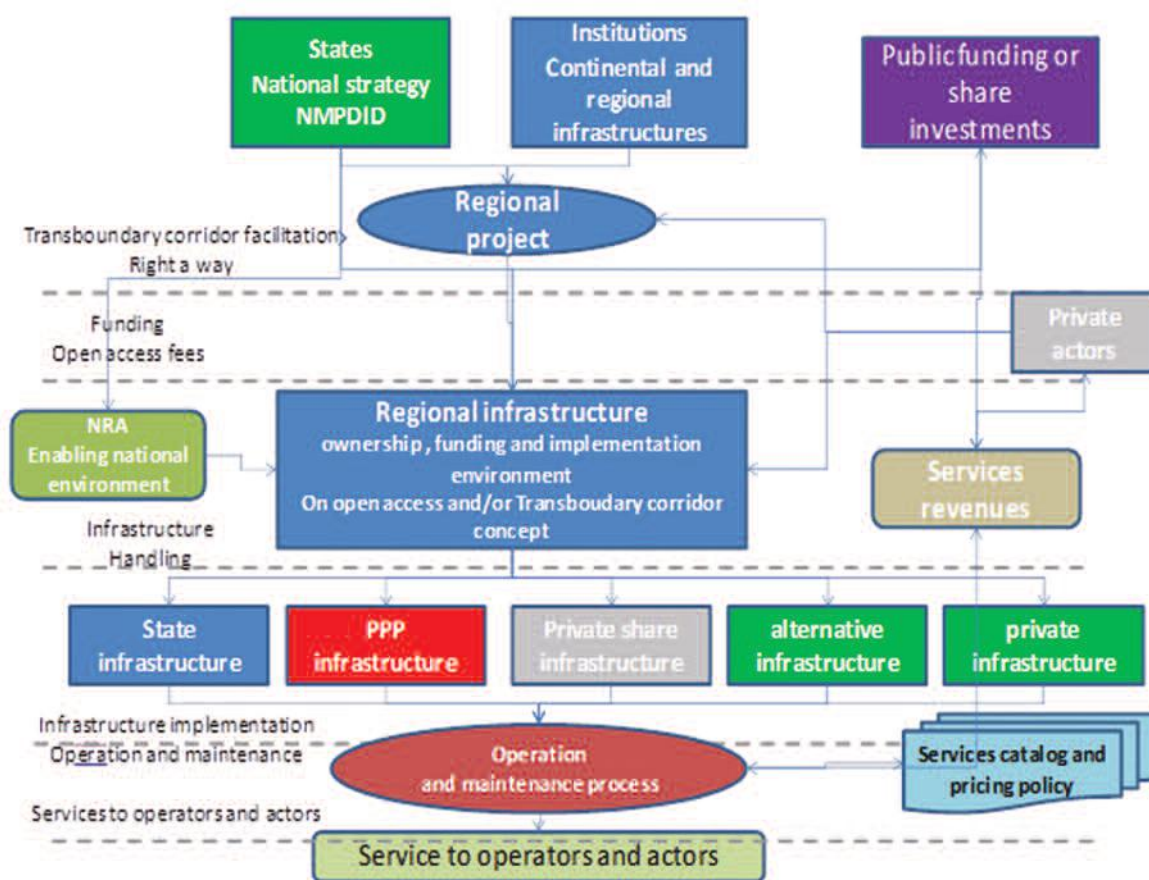 States
National strategy
NMPDID
Institutions
Continental and
regional
infrastructures
Public funding or
share
investments
Regional
project
Transboundary corridor facilitation
Right a way
Funding
Open access fees
Private
actors
NRA
Enabling national
environment
Regional infrastructure
ownership, funding and implementation
environment
On open access and/or Transboudary corridor
concept
Services
revenues
Infrastructure
Handling
State
infrastructure
PPP
infrastructure
Private share
infrastructure
alternative
infrastructure
private
infrastructure
Infrastructure implementation
Operation and maintenance
Operation
and maintenance process
Services catalog and
pricing policy
Services to operators and actors
Service to operators and actors